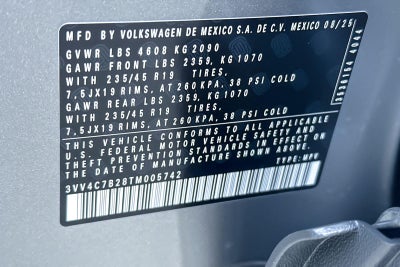 MFD BY VOLKSWAGEN DE MEXICO S.A. DE C.V. MEXICO 08/25
GVWR LBS 4608 KG 2090
GAWR FRONT LBS 2359, KG1070
WITH 235/45 R19 TIRES.
7,5JX19 RIMS, AT 260KPA, 38 PSI COLD
GAWR REAR LBS 2359, KG1070
WITH 235/45 R19 TIRES.
7,5JX19 RIMS, AT 260KPA, 38 PSI COLD
THIS VEHICLE CONFORMS TO ALL APPLICABLE
U.S. FEDERAL MOTOR VEHICLE SAFETY AND
THEFT PREVENTION STANDARDS IN EFFECT ON
THE DATE OF MANUFACTURE SHOWN ABOVE.
3VV4C7B28TM005742 TYPE: MPV